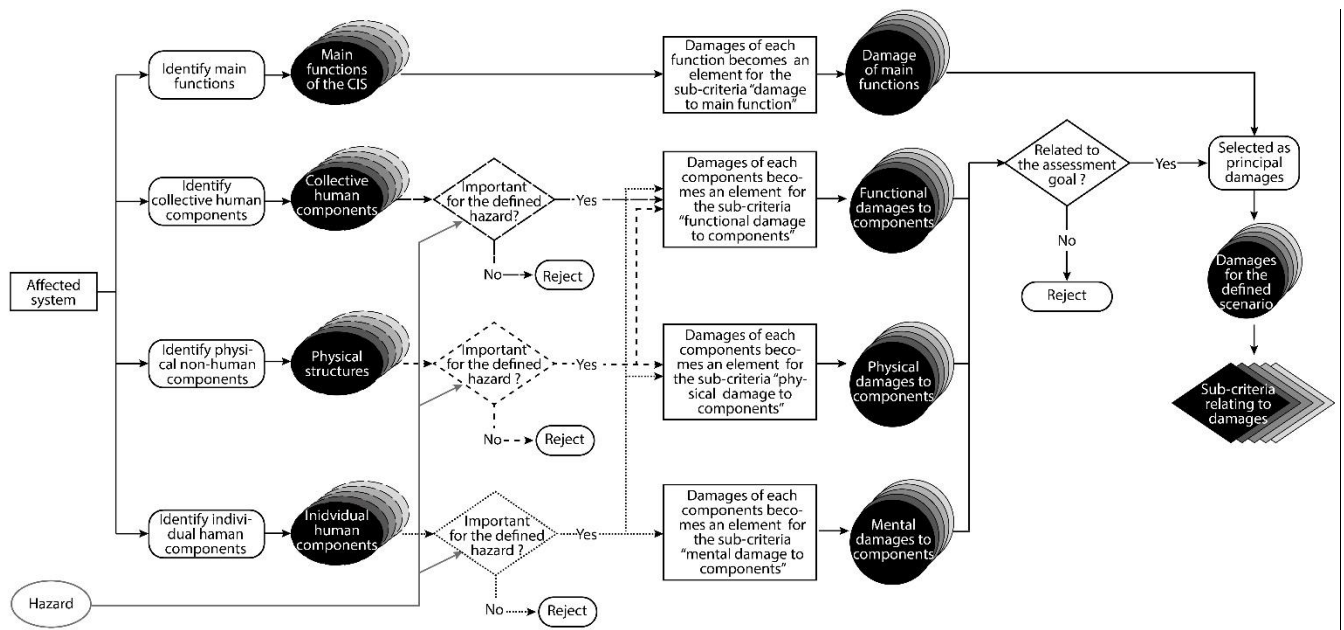 Identify main
functions
Main
functions
of the CIS
Damages of each
function becomes an
element for the
sub-criteria "damage
to main function"
Damage
of main
functions
Identify
collective human
components
Collective
human
components
Important
for the defined
hazard?
Yes
No
Reject
Damages of each
components beco-
mes an element for
the sub-criteria
"functional damage
to components"
Functional
damages to
components
Related to
the assessment
goal ?
Yes
No
Reject
Selected as
principal
damages
Damages
for the
defined
scenario
Sub-criteria
relating to
damages
Affected
system
Identify physi-
cal non-human
components
Physical
structures
Important
for the defined
hazard ?
Yes
No
Reject
Damages of each
components beco-
mes an element for
the sub-criteria "phy-
sical damage to
components"
Physical
damages to
components
Identify indivi-
dual haman
components
Inidvidual
human
components
Important
for the defined
hazard ?
Yes
No
Reject
Damages of each
components beco-
mes an element for
the sub-criteria
"mental damage to
components"
Mental
damages to
components
Hazard